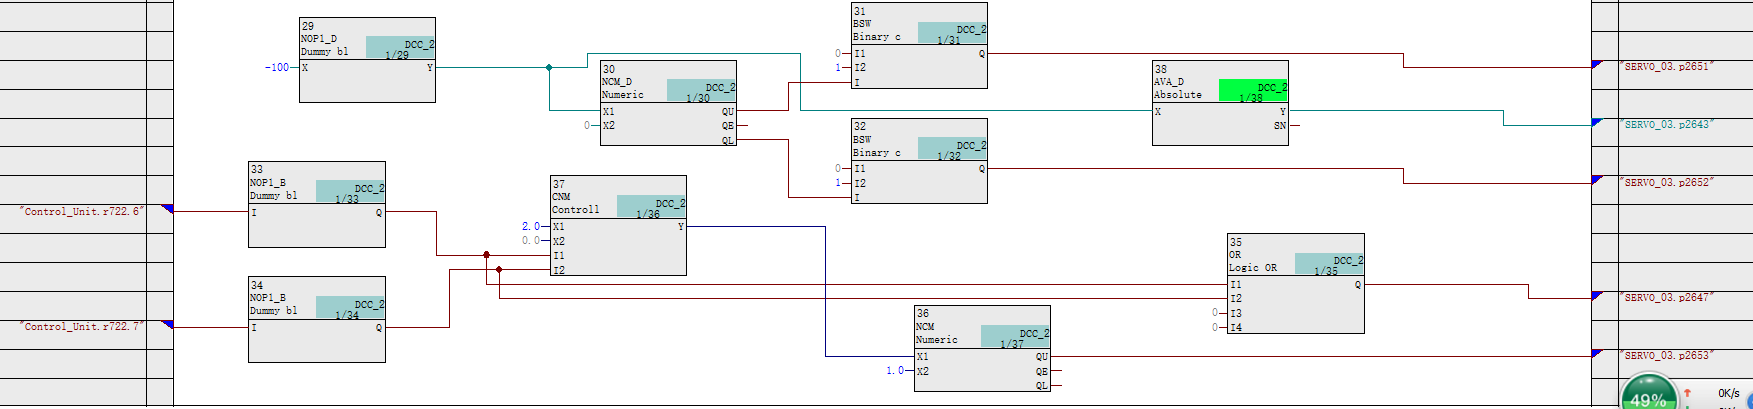 29
NOP1_D
Dummy bl
DCC_2
1/29
-100
X
Y
30
NCM_D
Numeric
DCC_2
1/30
X1
QU
0
X2
QE
QL
31
BSW
Binary c
DCC_2
1/31
0
I1
Q
1
I2
I
32
BSW
Binary c
DCC_2
1/32
0
I1
Q
1
I2
I
38
AVA_D
Absolute
DCC_2
1/38
X
Y
SN
"SERVO_03.p2651"
"SERVO_03.p2643"
"SERVO_03.p2652"
33
NOP1_B
Dummy bl
DCC_2
1/33
"Control_Unit.r722.6"
I
Q
37
CNM
Controll
DCC_2
1/36
2.0
X1
Y
0.0
X2
I1
I2
34
NOP1_B
Dummy bl
DCC_2
1/34
"Control_Unit.r722.7"
I
Q
35
OR
Logic OR
DCC_2
1/35
I1
Q
I2
0
I3
0
I4
"SERVO_03.p2647"
36
NCM
Numeric
DCC_2
1/37
X1
QU
1.0
X2
QE
QL
"SERVO_03.p2653"
49%
0K/s